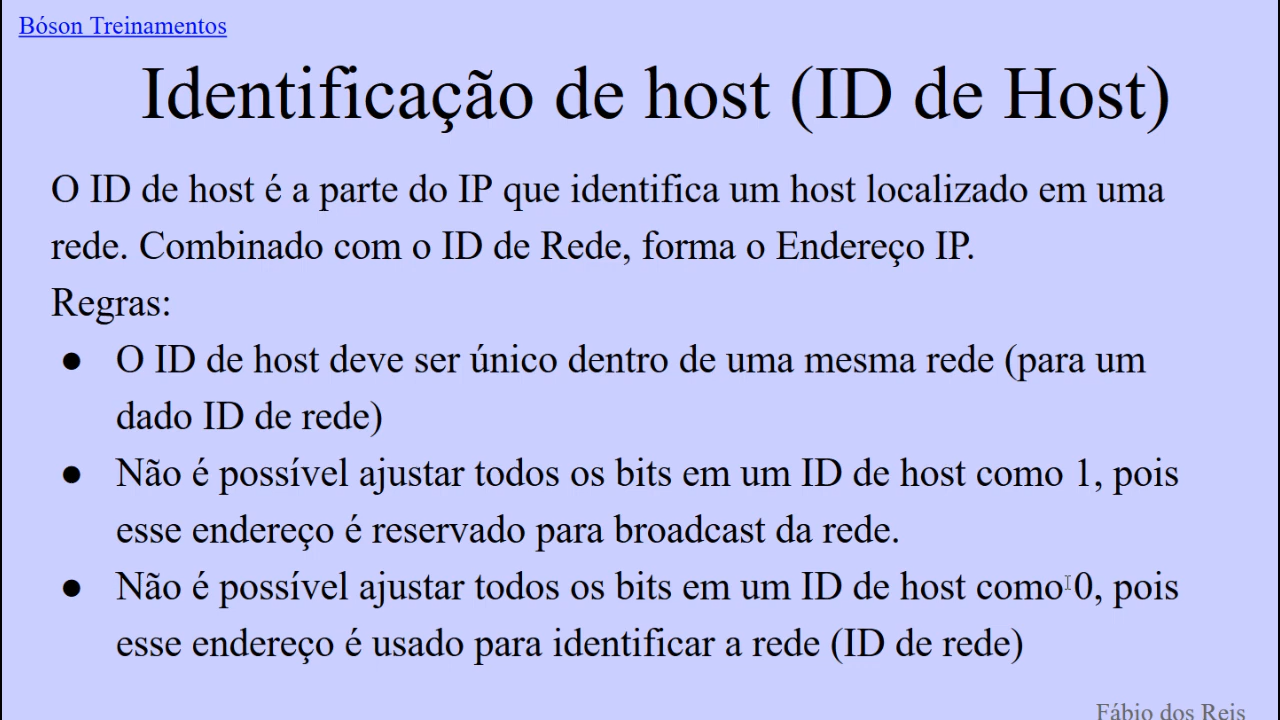 Bóson Treinamentos
Identificação de host (ID de Host)
O ID de host é a parte do IP que identifica um host localizado em uma
rede. Combinado com o ID de Rede, forma o Endereço IP.
Regras:
● O ID de host deve ser único dentro de uma mesma rede (para um
dado ID de rede)
● Não é possível ajustar todos os bits em um ID de host como 1, pois
esse endereço é reservado para broadcast da rede.
● Não é possível ajustar todos os bits em um ID de host como 0, pois
esse endereço é usado para identificar a rede (ID de rede)
Fábio dos Reis